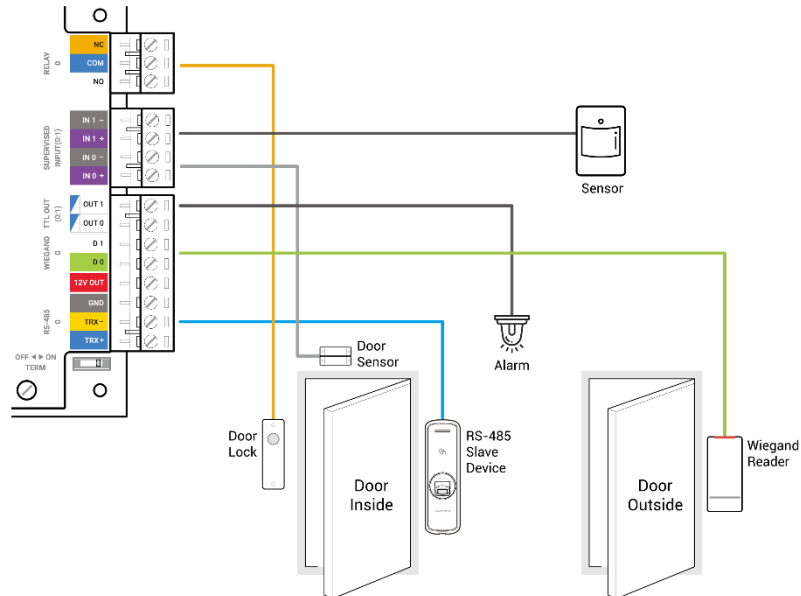 RELAY
0
NC
COM
NO
SUPERVISED
INPUT(0:1)
IN 1 -
IN 1 +
IN 0 -
IN 0 +
TTL OUT
(0:1)
OUT 1
OUT 0
WIEGAND
0
D 1
D 0
12V OUT
GND
RS-485
0
TRX -
TRX +
OFF ◄ ► ON
TERM
Sensor
Alarm
Door
Sensor
Door
Lock
Door
Inside
RS-485
Slave
Device
Door
Outside
Wiegand
Reader